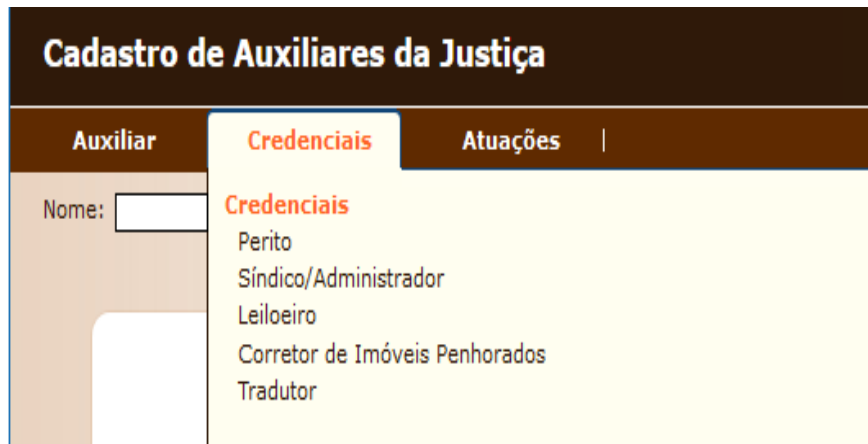 Cadastro de Auxiliares da Justiça
Auxiliar Credenciais Atuações |
Nome:
Credenciais
Perito
Síndico/Administrador
Leiloeiro
Corretor de Imóveis Penhorados
Tradutor